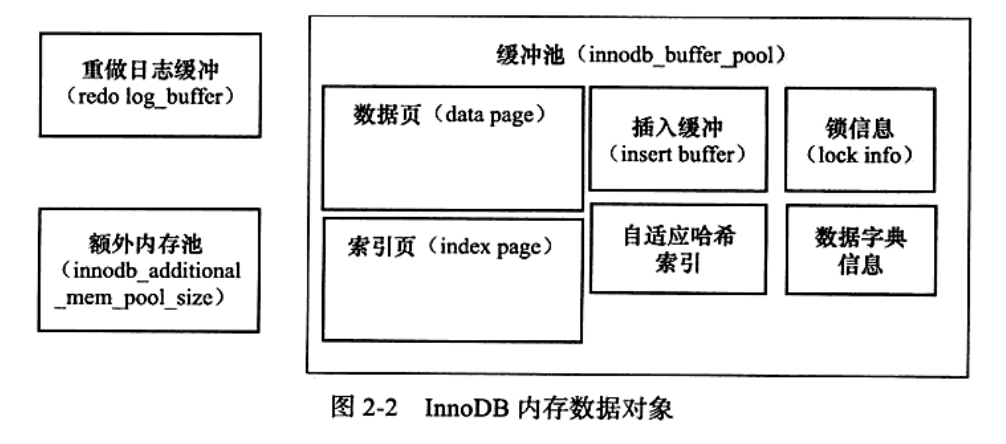 重做日志缓冲
（redo log_buffer）
额外内存池
（innodb_additional
_mem_pool_size）
缓冲池（innodb_buffer_pool）
数据页（data page）
插入缓冲
（insert buffer）
锁信息
（lock info）
索引页（index page）
自适应哈希
索引
数据字典
信息
图 2-2 InnoDB 内存数据对象